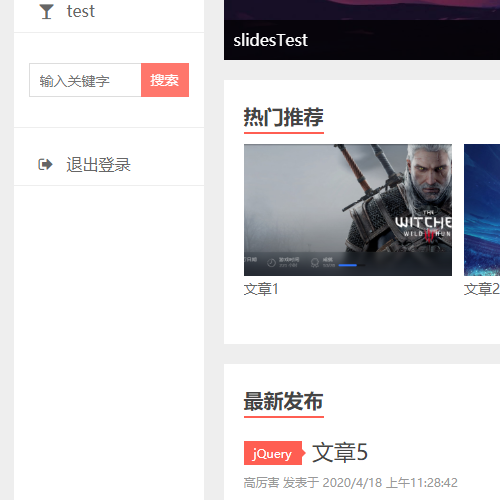 test
输入关键字
搜索
退出登录
slidesTest
热门推荐
THE
WITCHER
WILD HUNT
文章1
文章2
最新发布
jQuery
文章5
高厉害 发表于 2020/4/18 上午11:28:42